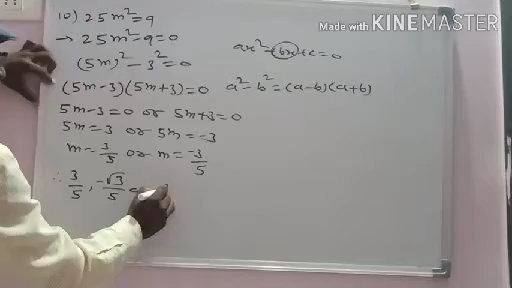 Made with KINEMASTER
10) 25m² = 9
→ 25m² - 9 = 0
ax² - bx + c = 0
(5m)² - 3² = 0
(5m - 3)(5m + 3) = 0 a² - b² = (a - b)(a + b)
5m - 3 = 0 or 5m + 3 = 0
5m = 3 or 5m = -3
m = 3/5 or m = -3/5
∴ 3/5, -√3/5